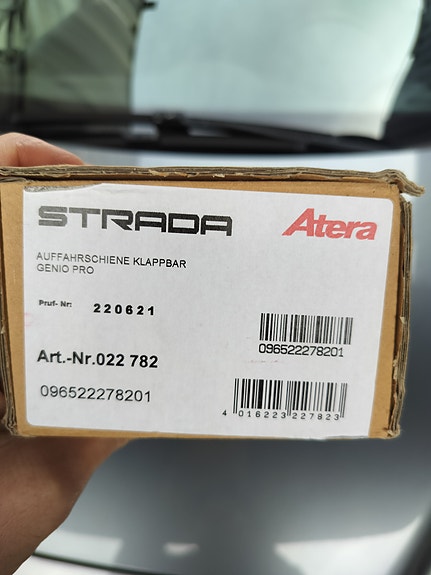 STRADA
Atera
AUFFAHRSCHIENE KLAPPBAR
GENIO PRO
Pruf- Nr: 220621
096522278201
Art.-Nr.022 782
096522278201
4 016223 227823